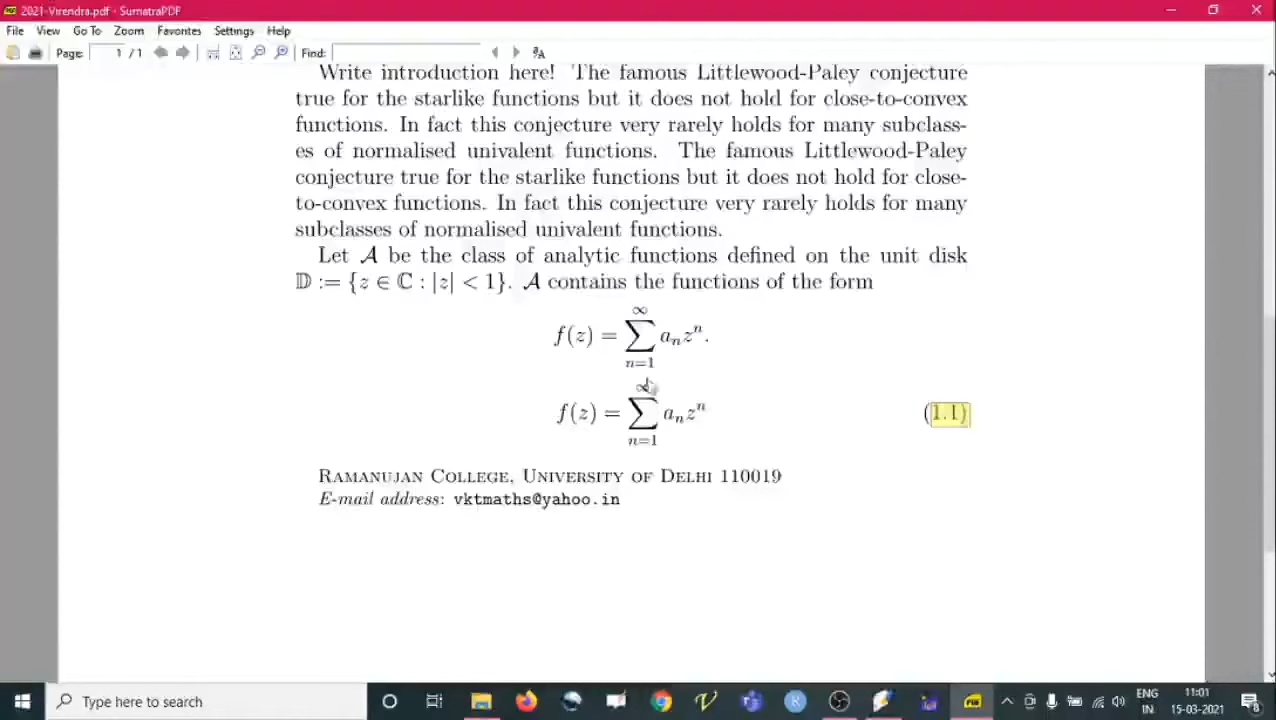 2021-Virendra.pdf - SumatraPDF
File View Go To Zoom Favorites Settings Help
Page: 1 / 1 Find:
Write introduction here! The famous Littlewood-Paley conjecture
true for the starlike functions but it does not hold for close-to-convex
functions. In fact this conjecture very rarely holds for many subclass-
es of normalised univalent functions. The famous Littlewood-Paley
conjecture true for the starlike functions but it does not hold for close-
to-convex functions. In fact this conjecture very rarely holds for many
subclasses of normalised univalent functions.
Let 𝒜 be the class of analytic functions defined on the unit disk
𝔻 := {z ∈ ℂ : |z| < 1}. 𝒜 contains the functions of the form
f(z) = ∑_{n=1}^{∞} a_n z^n.
f(z) = ∑_{n=1}^{∞} a_n z^n (1.1)
Ramanujan College, University of Delhi 110019
E-mail address: vktmaths@yahoo.in
Type here to search
ENG 11:01
IN 15-03-2021